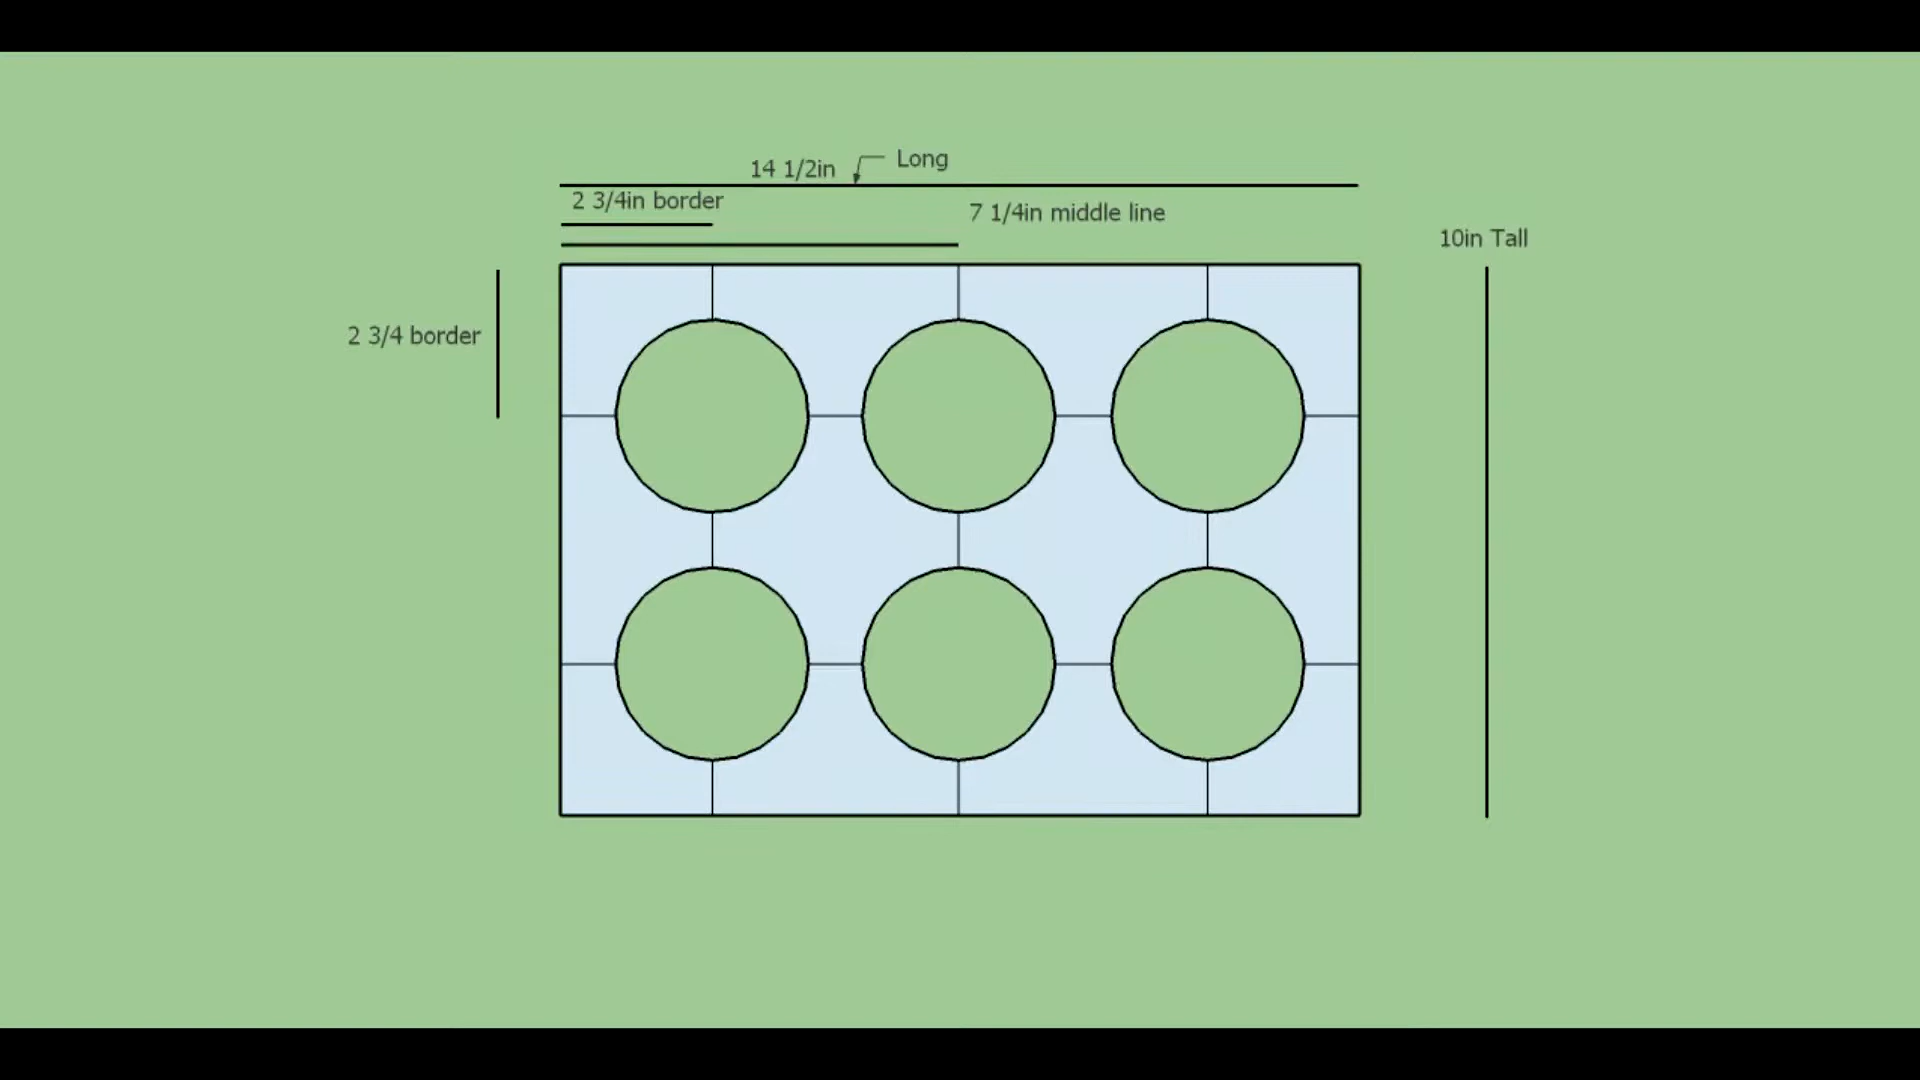 14 1/2in
Long
2 3/4in border
7 1/4in middle line
10in Tall
2 3/4 border